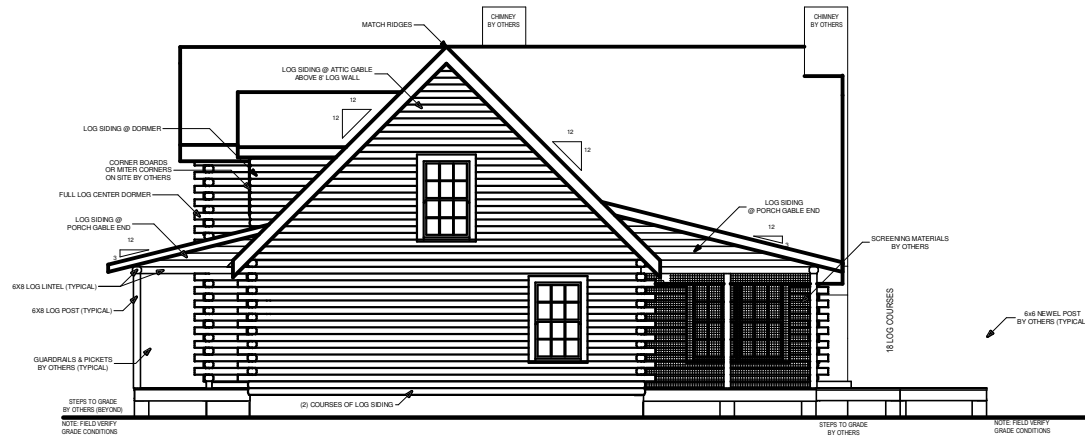 CHIMNEY
BY OTHERS
CHIMNEY
BY OTHERS
MATCH RIDGES
LOG SIDING @ ATTIC GABLE
ABOVE 8' LOG WALL
12
12
12
12
LOG SIDING @ DORMER
CORNER BOARDS
OR MITER CORNERS
ON SITE BY OTHERS
FULL LOG CENTER DORMER
LOG SIDING @
PORCH GABLE END
12
3
LOG SIDING
@ PORCH GABLE END
12
3
SCREENING MATERIALS
BY OTHERS
6X8 LOG LINTEL (TYPICAL)
6X8 LOG POST (TYPICAL)
18 LOG COURSES
6x6 NEWEL POST
BY OTHERS (TYPICAL
GUARDRAILS & PICKETS
BY OTHERS (TYPICAL)
(2) COURSES OF LOG SIDING
STEPS TO GRADE
BY OTHERS (BEYOND)
NOTE: FIELD VERIFY
GRADE CONDITIONS
STEPS TO GRADE
BY OTHERS
NOTE: FIELD VERIFY
GRADE CONDITIONS